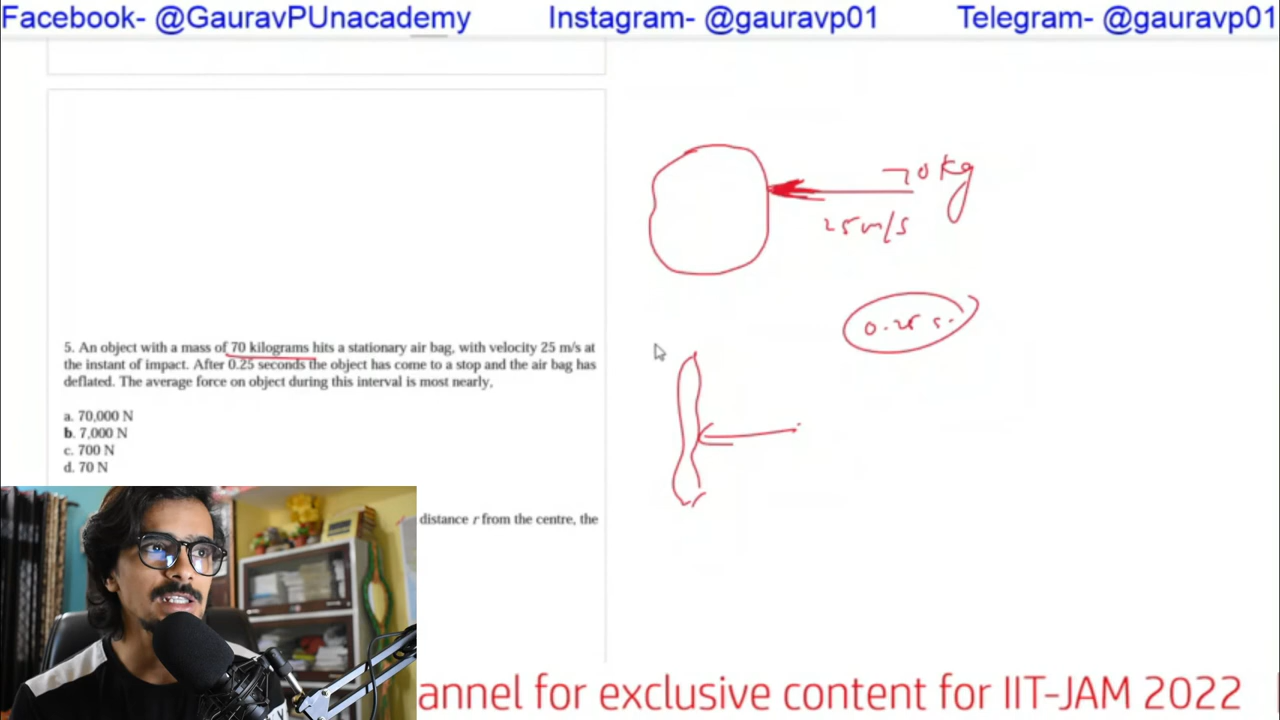 Facebook- @GauravPUnacademy Instagram- @gauravp01 Telegram- @gauravp01
70 kg
25 m/s
0.25 s.
5. An object with a mass of 70 kilograms hits a stationary air bag, with velocity 25 m/s at
the instant of impact. After 0.25 seconds the object has come to a stop and the air bag has
deflated. The average force on object during this interval is most nearly,
a. 70,000 N
b. 7,000 N
c. 700 N
d. 70 N
distance r from the centre, the
annel for exclusive content for IIT-JAM 2022